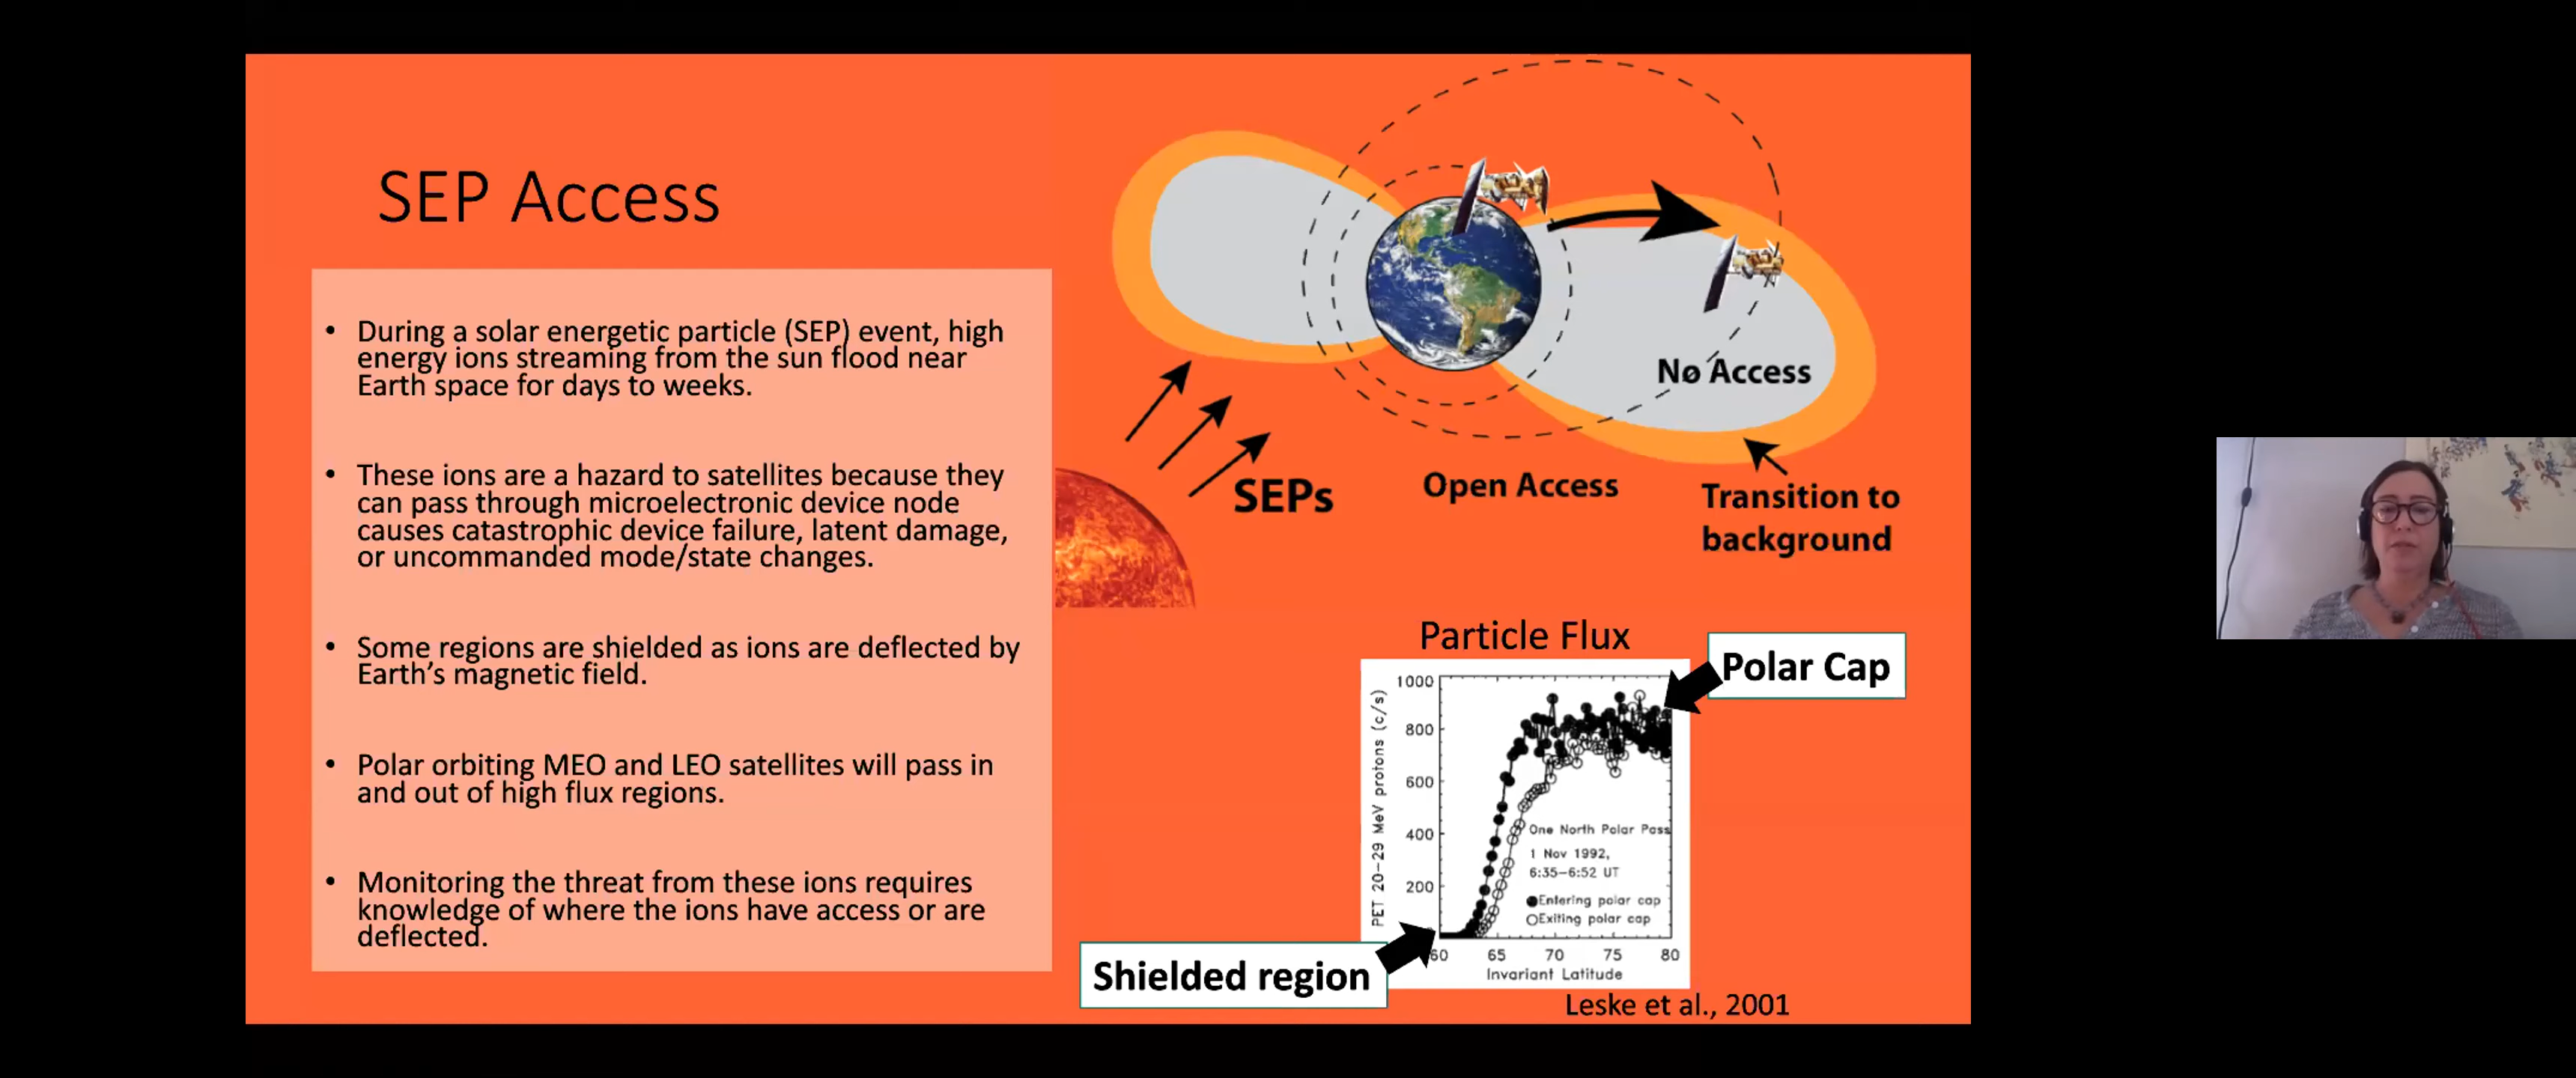 SEP Access
• During a solar energetic particle (SEP) event, high
energy ions streaming from the sun flood near
Earth space for days to weeks.
• These ions are a hazard to satellites because they
can pass through microelectronic device node
causes catastrophic device failure, latent damage,
or uncommanded mode/state changes.
• Some regions are shielded as ions are deflected by
Earth’s magnetic field.
• Polar orbiting MEO and LEO satellites will pass in
and out of high flux regions.
• Monitoring the threat from these ions requires
knowledge of where the ions have access or are
deflected.
No Access
SEPs
Open Access
Transition to
background
Particle Flux
Polar Cap
PET 20-29 MeV protons (c/s)
1000
800
600
400
200
One North Polar Pass
1 Nov 1992,
6:35-6:52 UT
Entering polar cap
Exiting polar cap
60 65 70 75 80
Invariant Latitude
Shielded region
Leske et al., 2001